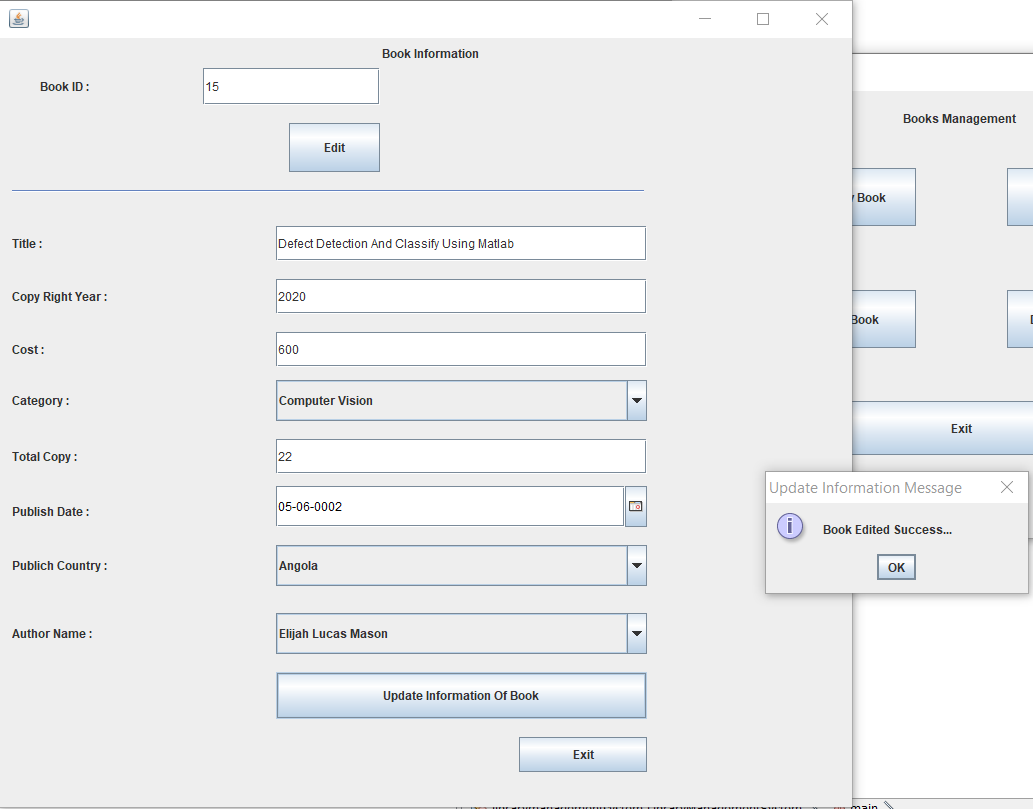 Book Information
Book ID :
15
Edit
Title :
Defect Detection And Classify Using Matlab
Copy Right Year :
2020
Cost :
600
Category :
Computer Vision
Total Copy :
22
Publish Date :
05-06-0002
Publich Country :
Angola
Author Name :
Elijah Lucas Mason
Update Information Of Book
Exit
Books Management
Book
Book
Exit
Update Information Message
Book Edited Success...
OK
main